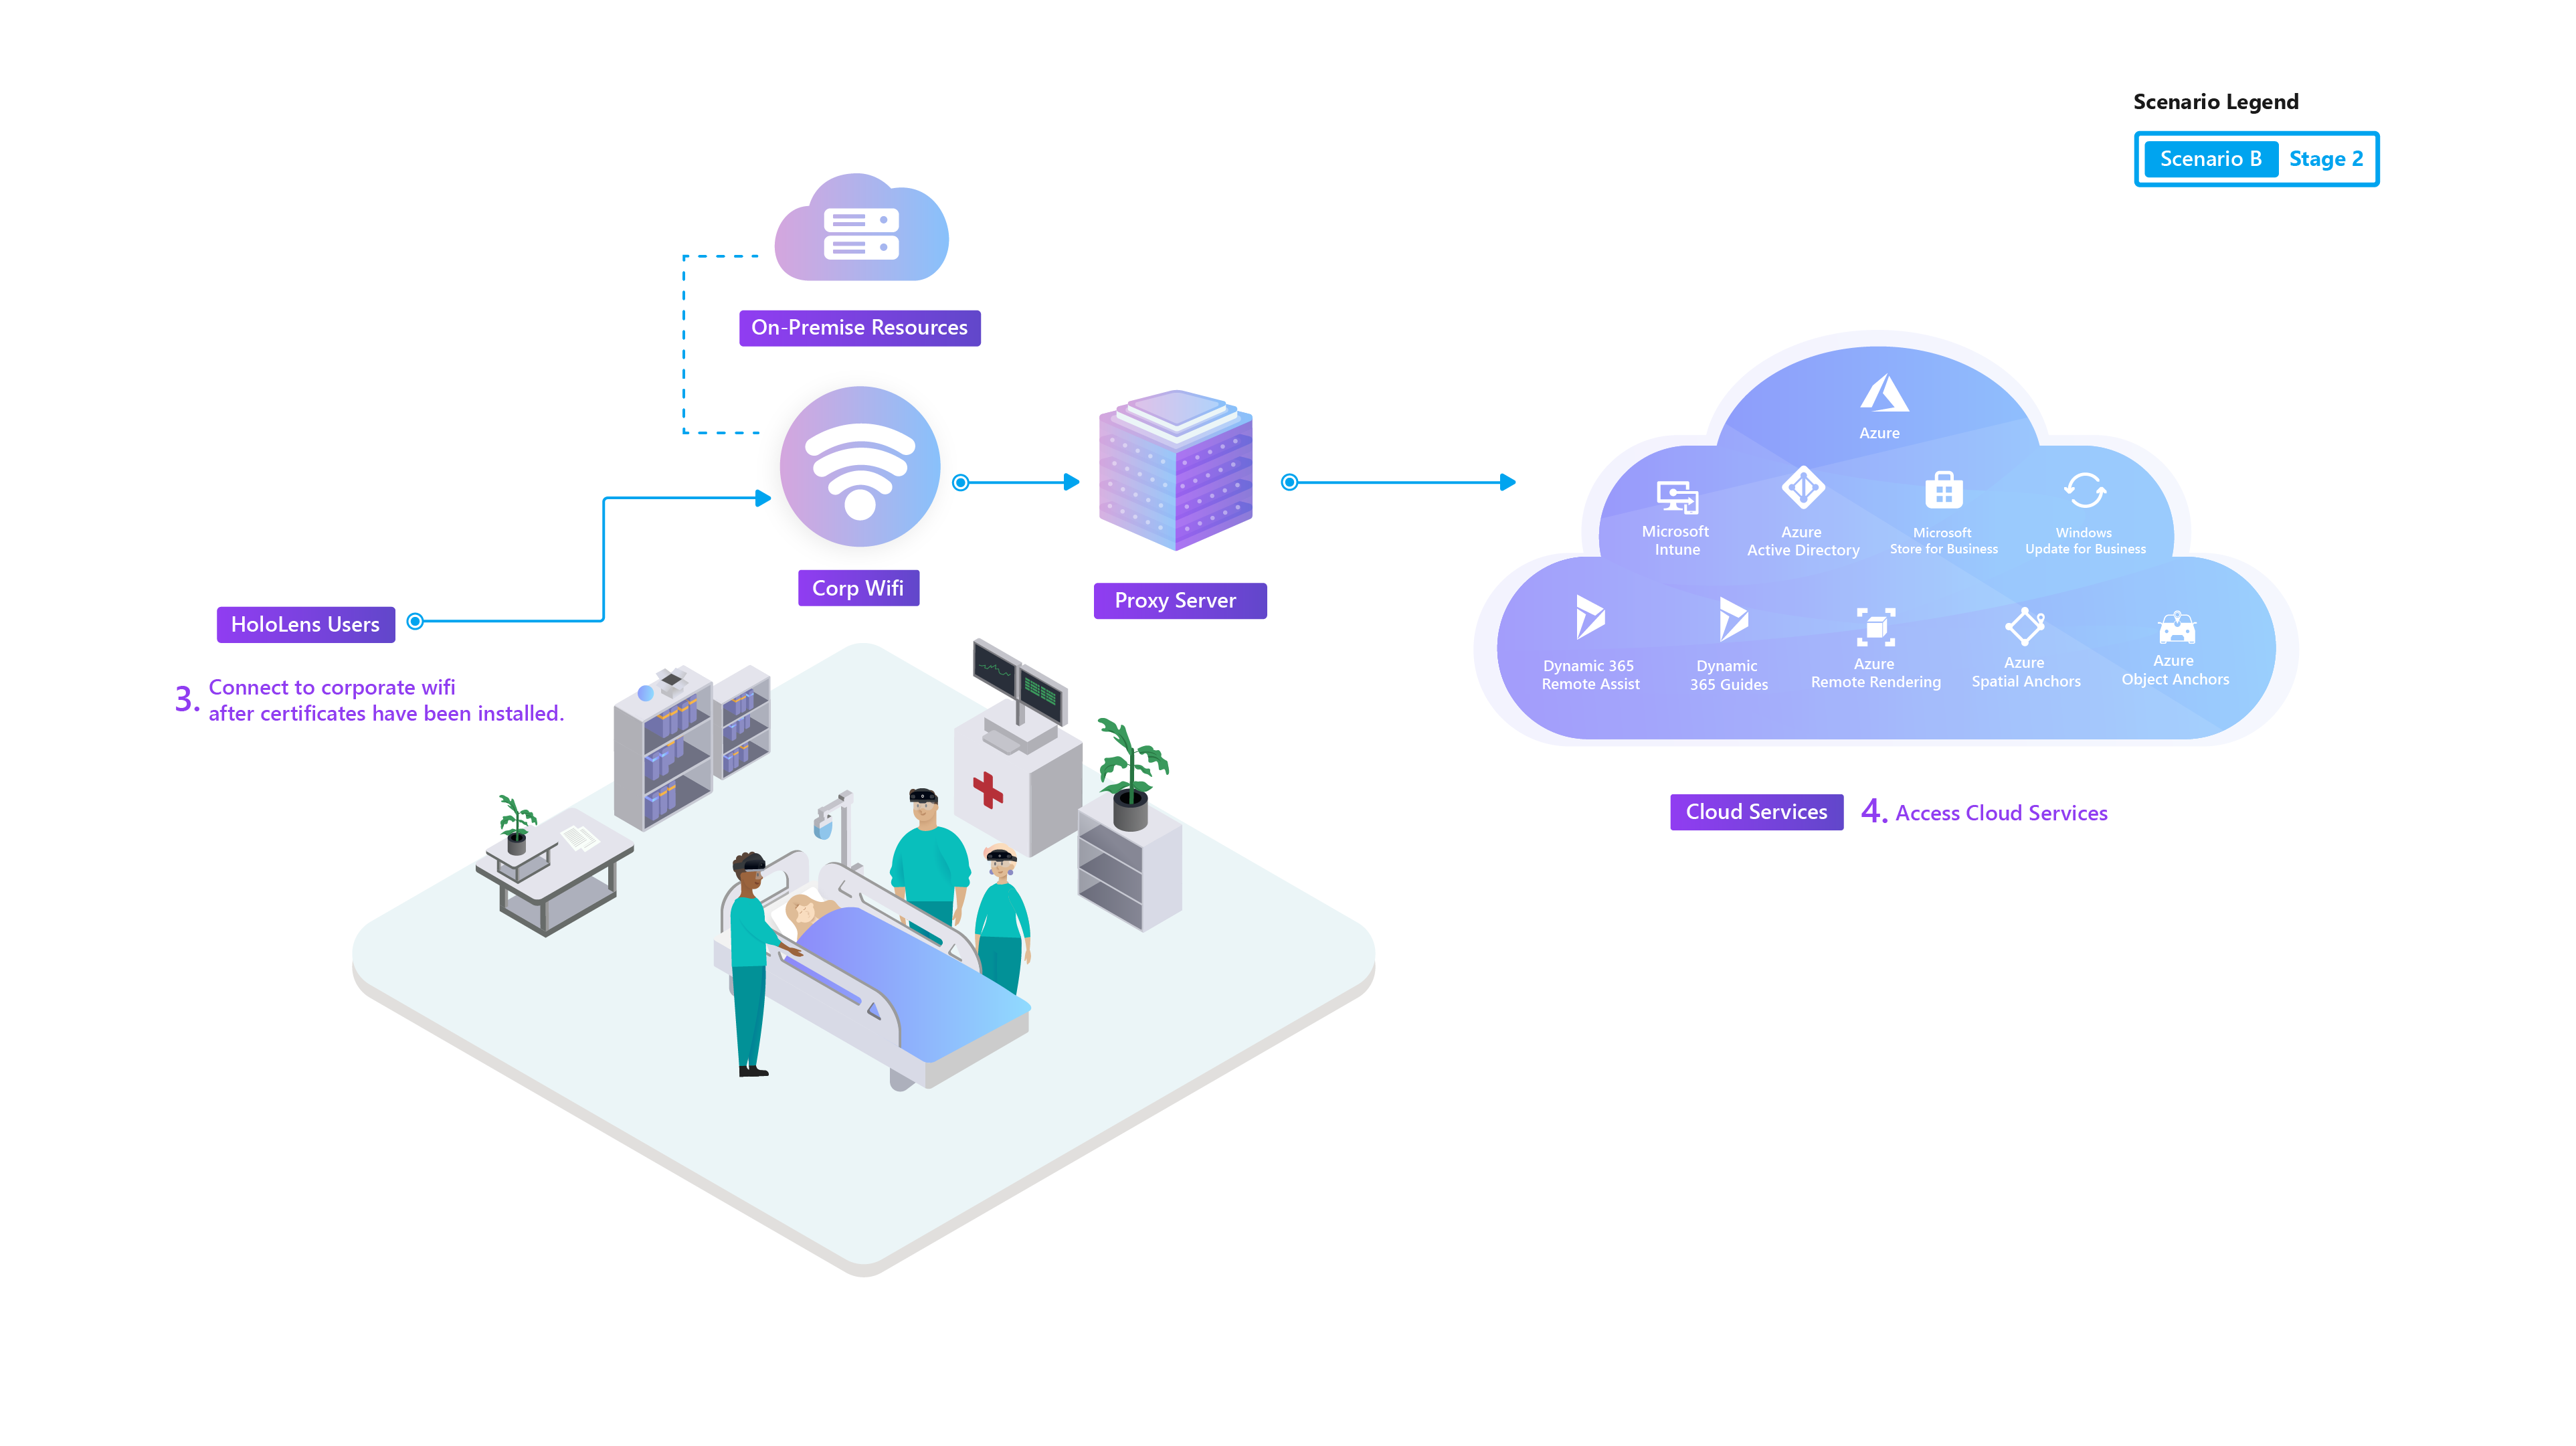 Scenario Legend
Scenario B Stage 2
On-Premise Resources
Corp Wifi
Proxy Server
HoloLens Users
3. Connect to corporate wifi
after certificates have been installed.
Azure
Microsoft
Intune
Azure
Active Directory
Microsoft
Store for Business
Windows
Update for Business
Dynamic 365
Remote Assist
Dynamic
365 Guides
Azure
Remote Rendering
Azure
Spatial Anchors
Azure
Object Anchors
Cloud Services
4. Access Cloud Services